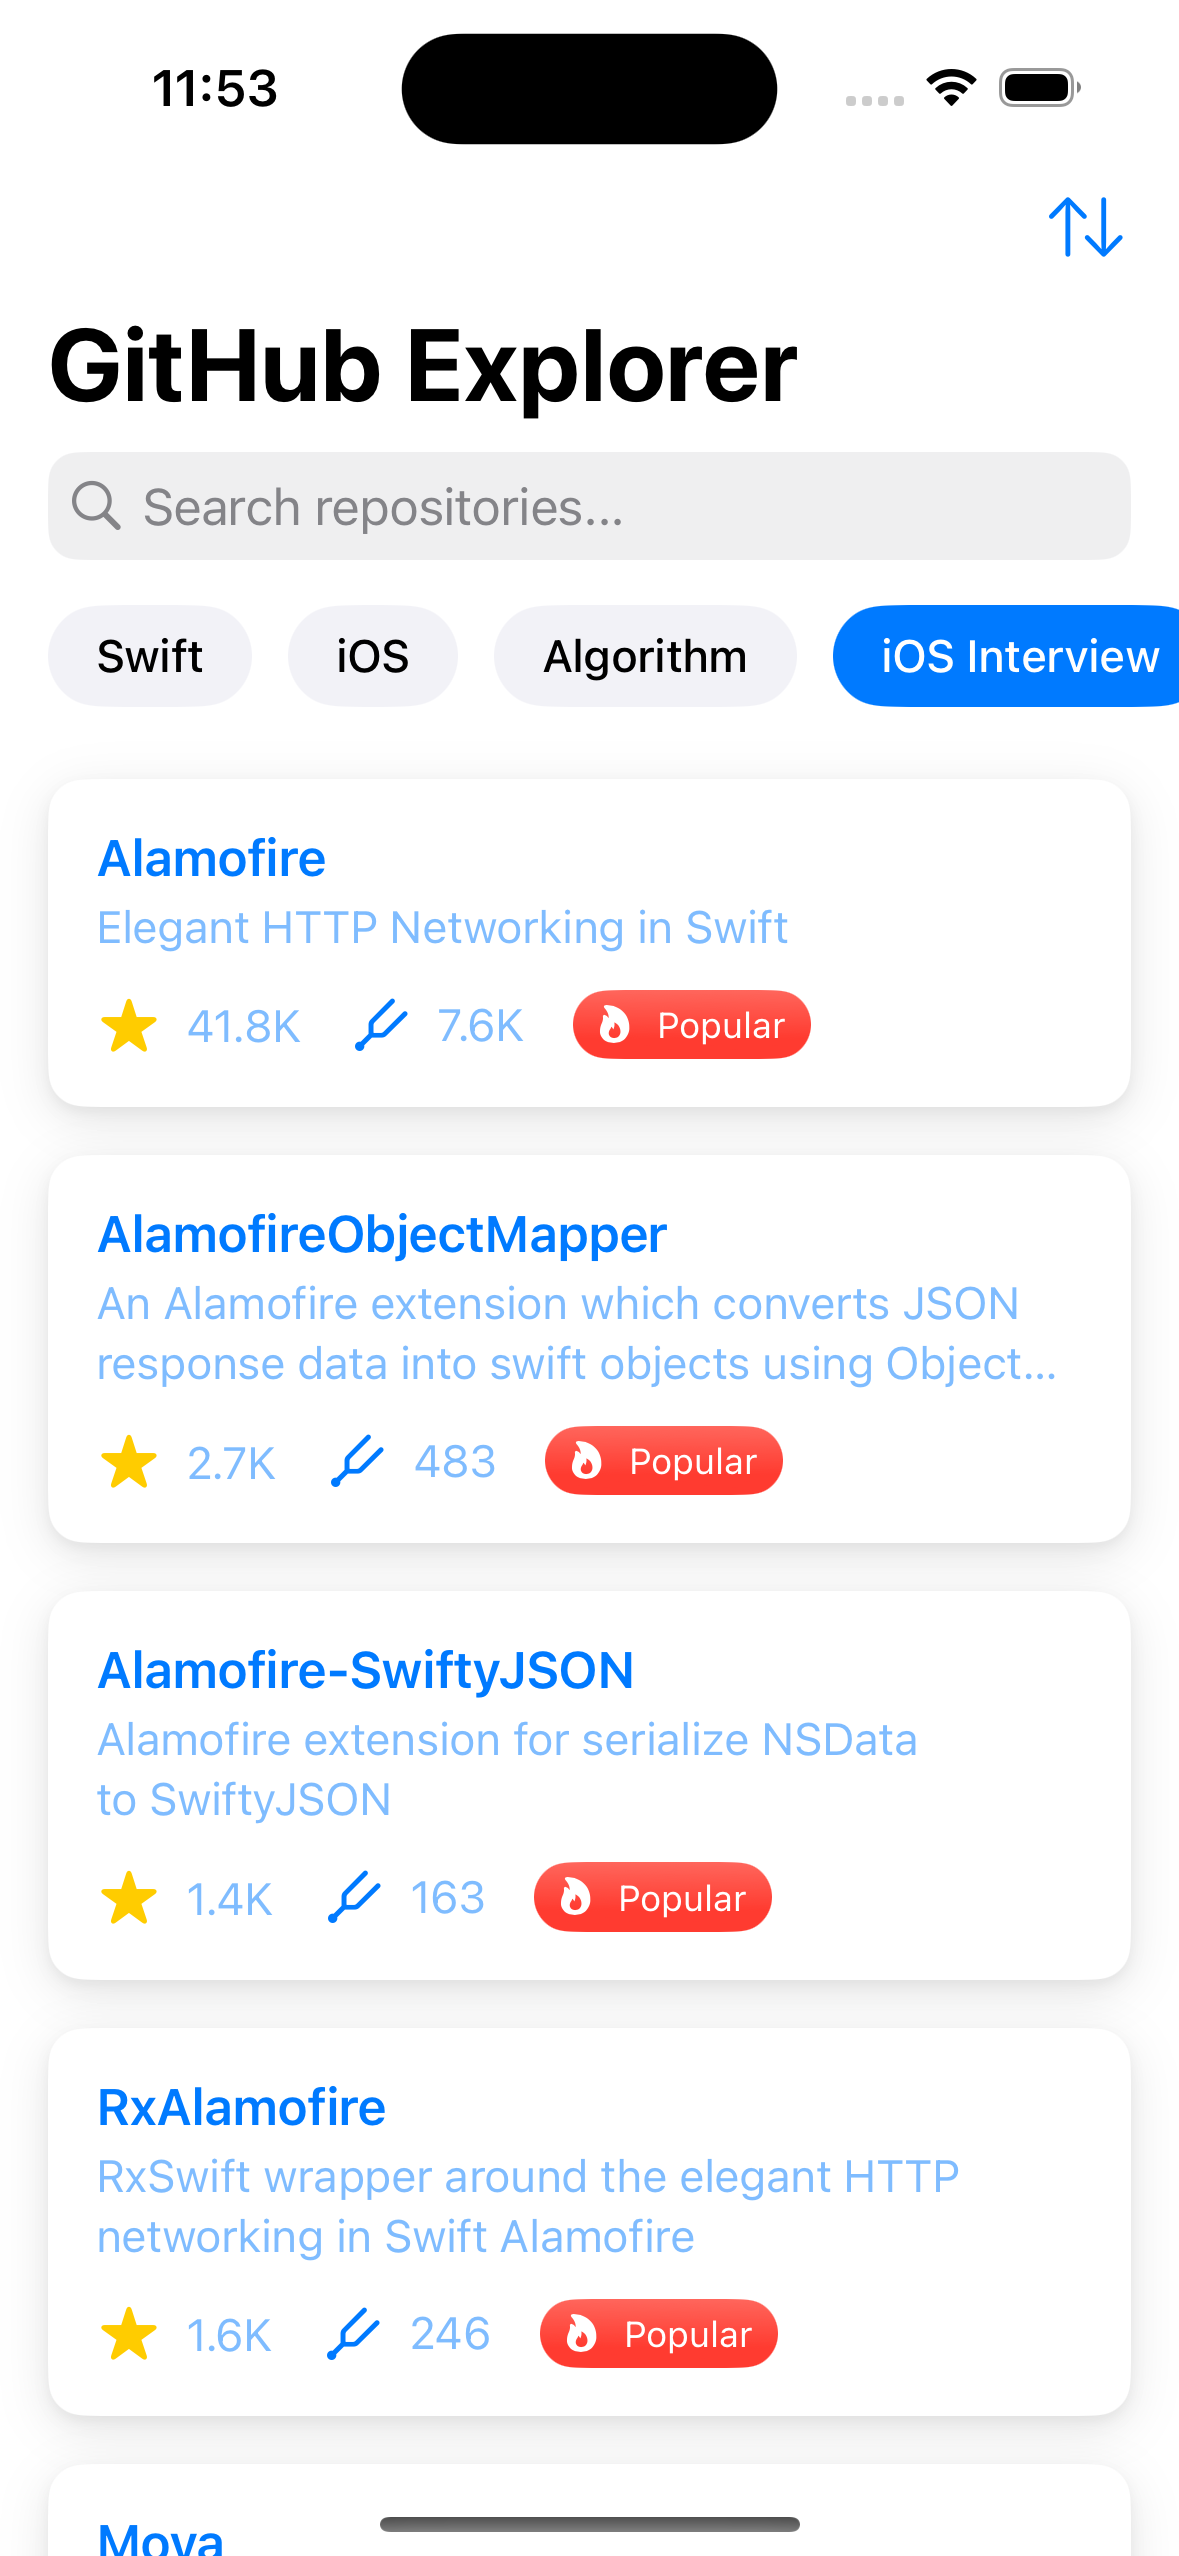 11:53
GitHub Explorer
Search repositories...
Swift
iOS
Algorithm
iOS Interview
Alamofire
Elegant HTTP Networking in Swift
41.8K
7.6K
Popular
AlamofireObjectMapper
An Alamofire extension which converts JSON
response data into swift objects using Object...
2.7K
483
Popular
Alamofire-SwiftyJSON
Alamofire extension for serialize NSData
to SwiftyJSON
1.4K
163
Popular
RxAlamofire
RxSwift wrapper around the elegant HTTP
networking in Swift Alamofire
1.6K
246
Popular
Moya